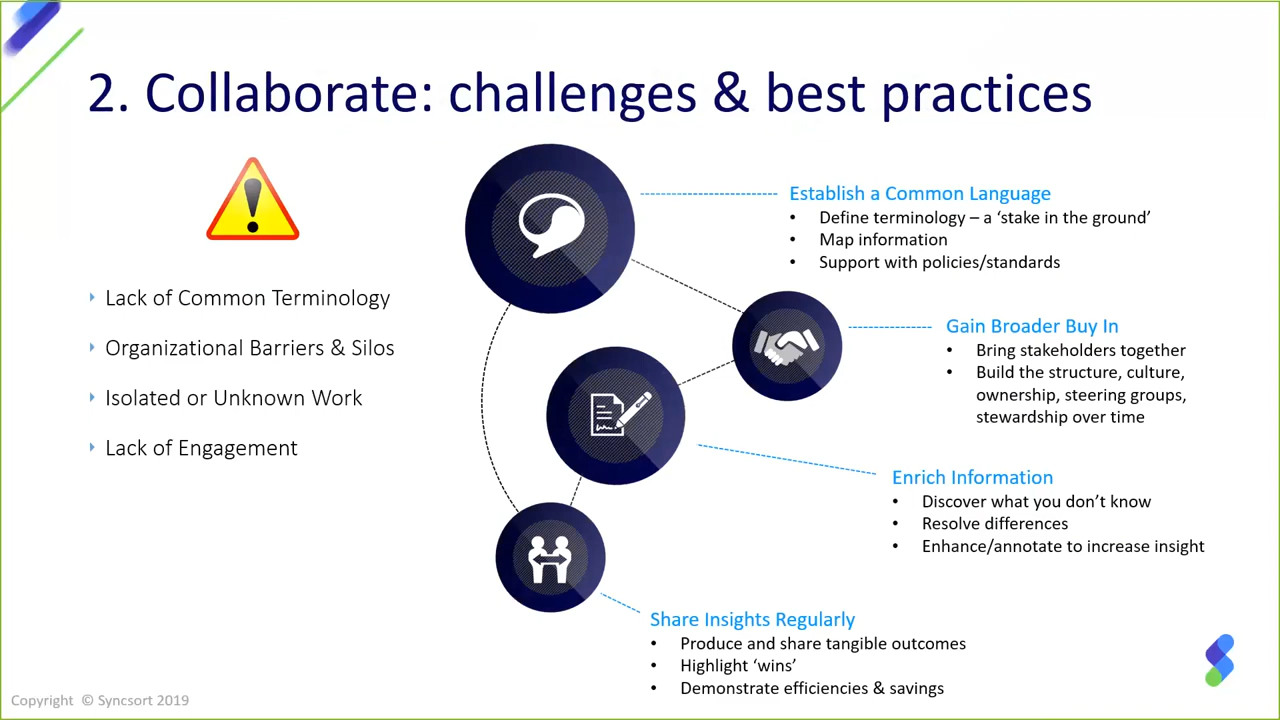 2. Collaborate: challenges & best practices
Lack of Common Terminology
Organizational Barriers & Silos
Isolated or Unknown Work
Lack of Engagement
Establish a Common Language
• Define terminology – a ‘stake in the ground’
• Map information
• Support with policies/standards
Gain Broader Buy In
• Bring stakeholders together
• Build the structure, culture,
ownership, steering groups,
stewardship over time
Enrich Information
• Discover what you don’t know
• Resolve differences
• Enhance/annotate to increase insight
Share Insights Regularly
• Produce and share tangible outcomes
• Highlight ‘wins’
• Demonstrate efficiencies & savings
Copyright © Syncsort 2019